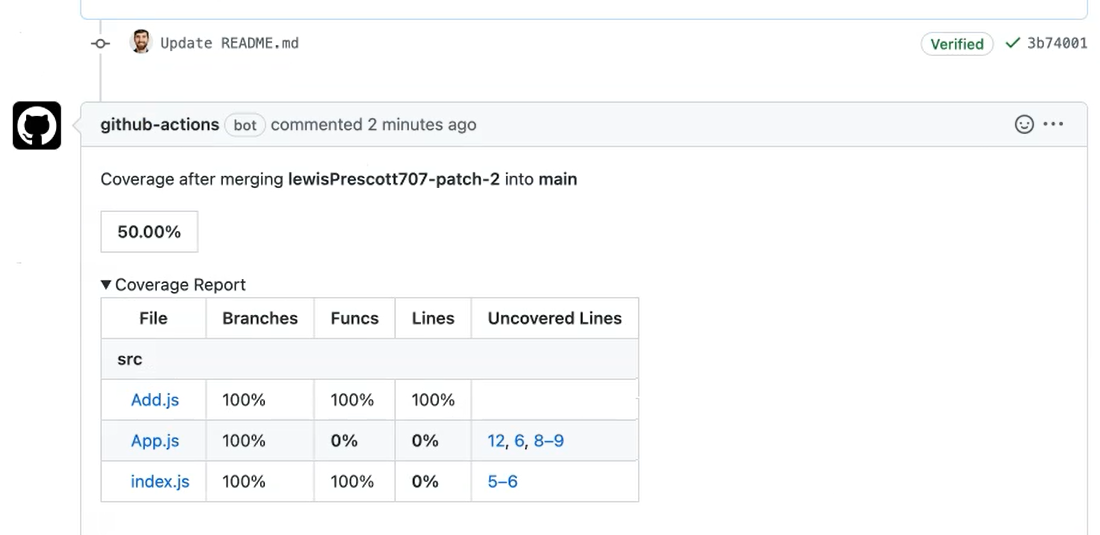 Update README.md Verified 3b74001
github-actions bot commented 2 minutes ago
Coverage after merging lewisPrescott707-patch-2 into main
50.00%
Coverage Report
File Branches Funcs Lines Uncovered Lines
src
Add.js 100% 100% 100%
App.js 100% 0% 0% 12, 6, 8–9
index.js 100% 100% 0% 5–6